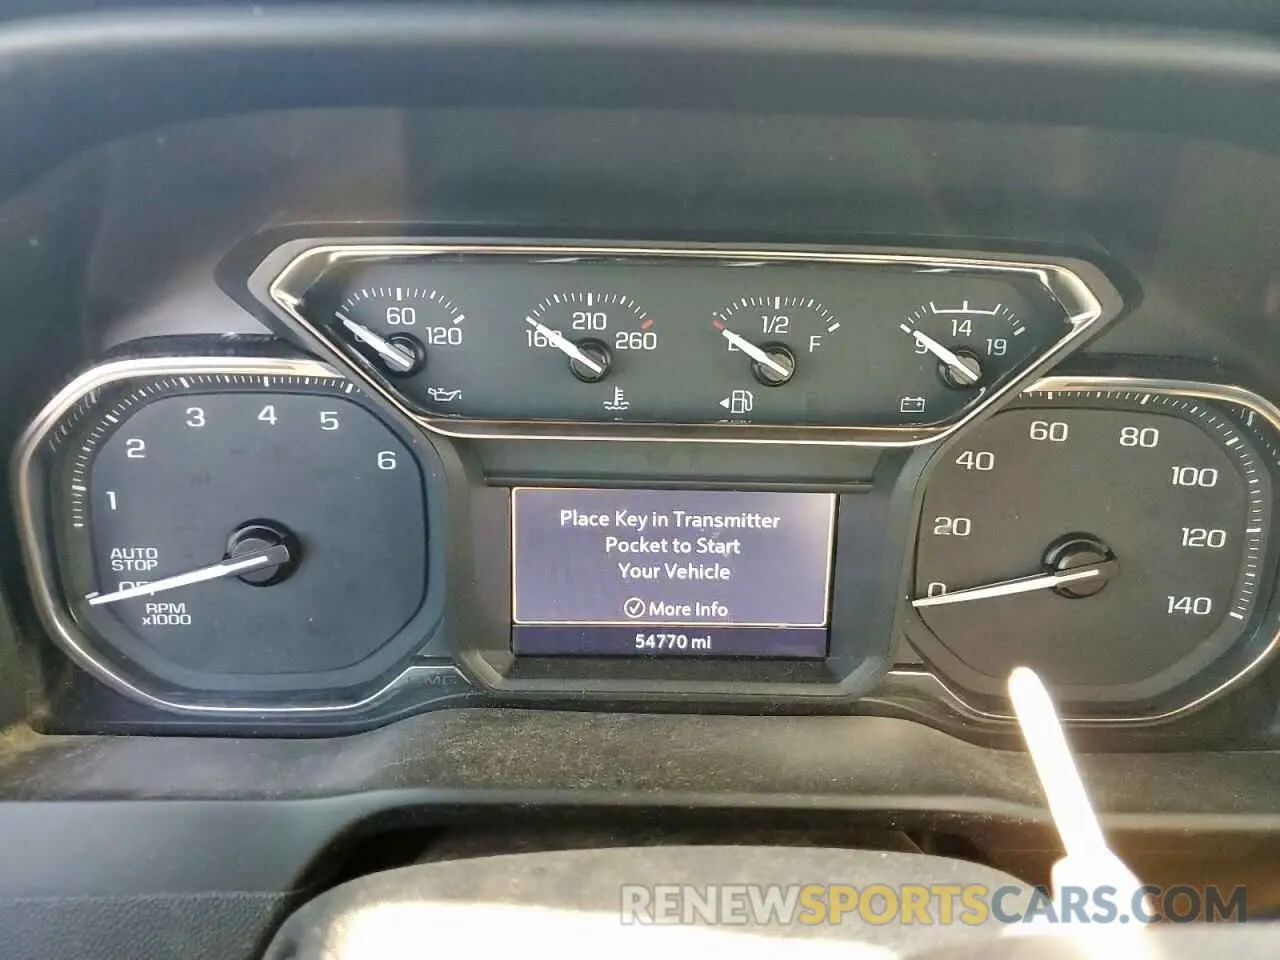 60
120
210
160
260
1/2
E
F
14
9
19
3
4
5
2
6
1
AUTO
STOP
RPM
x1000
60
80
40
100
20
120
0
140
Place Key in Transmitter
Pocket to Start
Your Vehicle
More Info
54770 mi
GMC
RENEWSPORTSCARS.COM